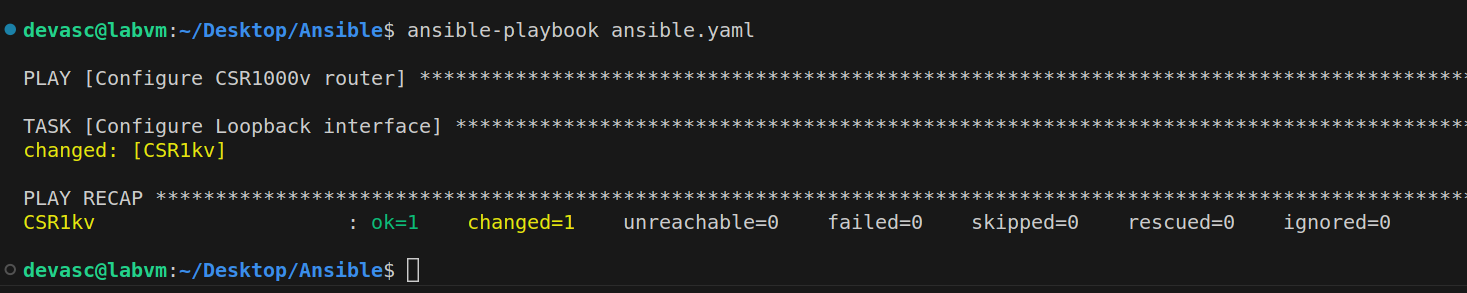 devasc@labvm:~/Desktop/Ansible$ ansible-playbook ansible.yaml
PLAY [Configure CSR1000v router] ****************************************************************************************
TASK [Configure Loopback interface] *************************************************************************************
changed: [CSR1kv]
PLAY RECAP **************************************************************************************************************
CSR1kv                     : ok=1    changed=1    unreachable=0    failed=0    skipped=0    rescued=0    ignored=0
devasc@labvm:~/Desktop/Ansible$